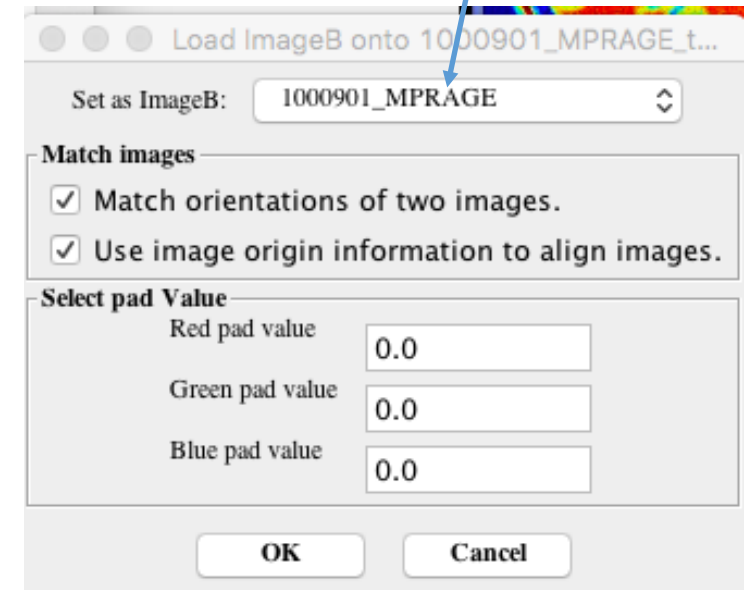 Load ImageB onto 1000901_MPRAGE_t...
Set as ImageB: 1000901_MPRAGE
Match images
Match orientations of two images.
Use image origin information to align images.
Select pad Value
Red pad value 0.0
Green pad value 0.0
Blue pad value 0.0
OK Cancel